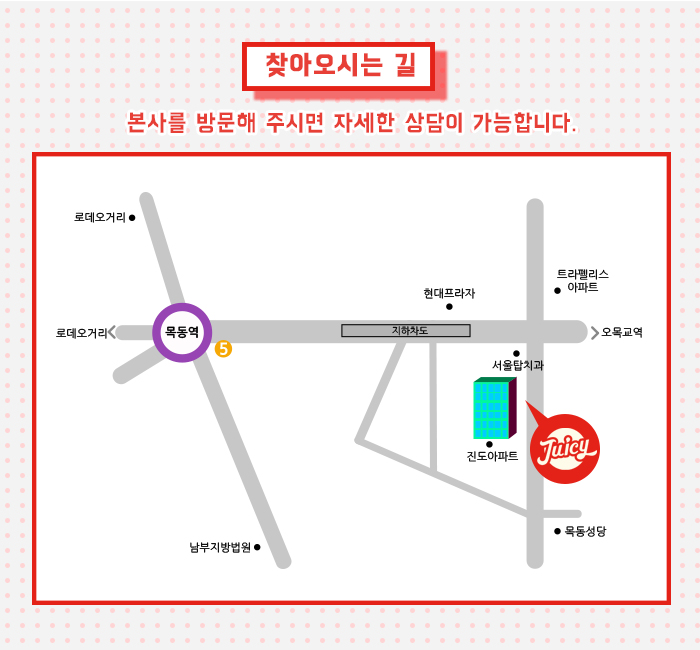 찾아오시는 길
본사를 방문해 주시면 자세한 상담이 가능합니다.
로데오거리
트라펠리스
아파트
현대프라자
로데오거리
목동역
지하차도
오목교역
5
서울탑치과
Juicy
진도아파트
목동성당
남부지방법원